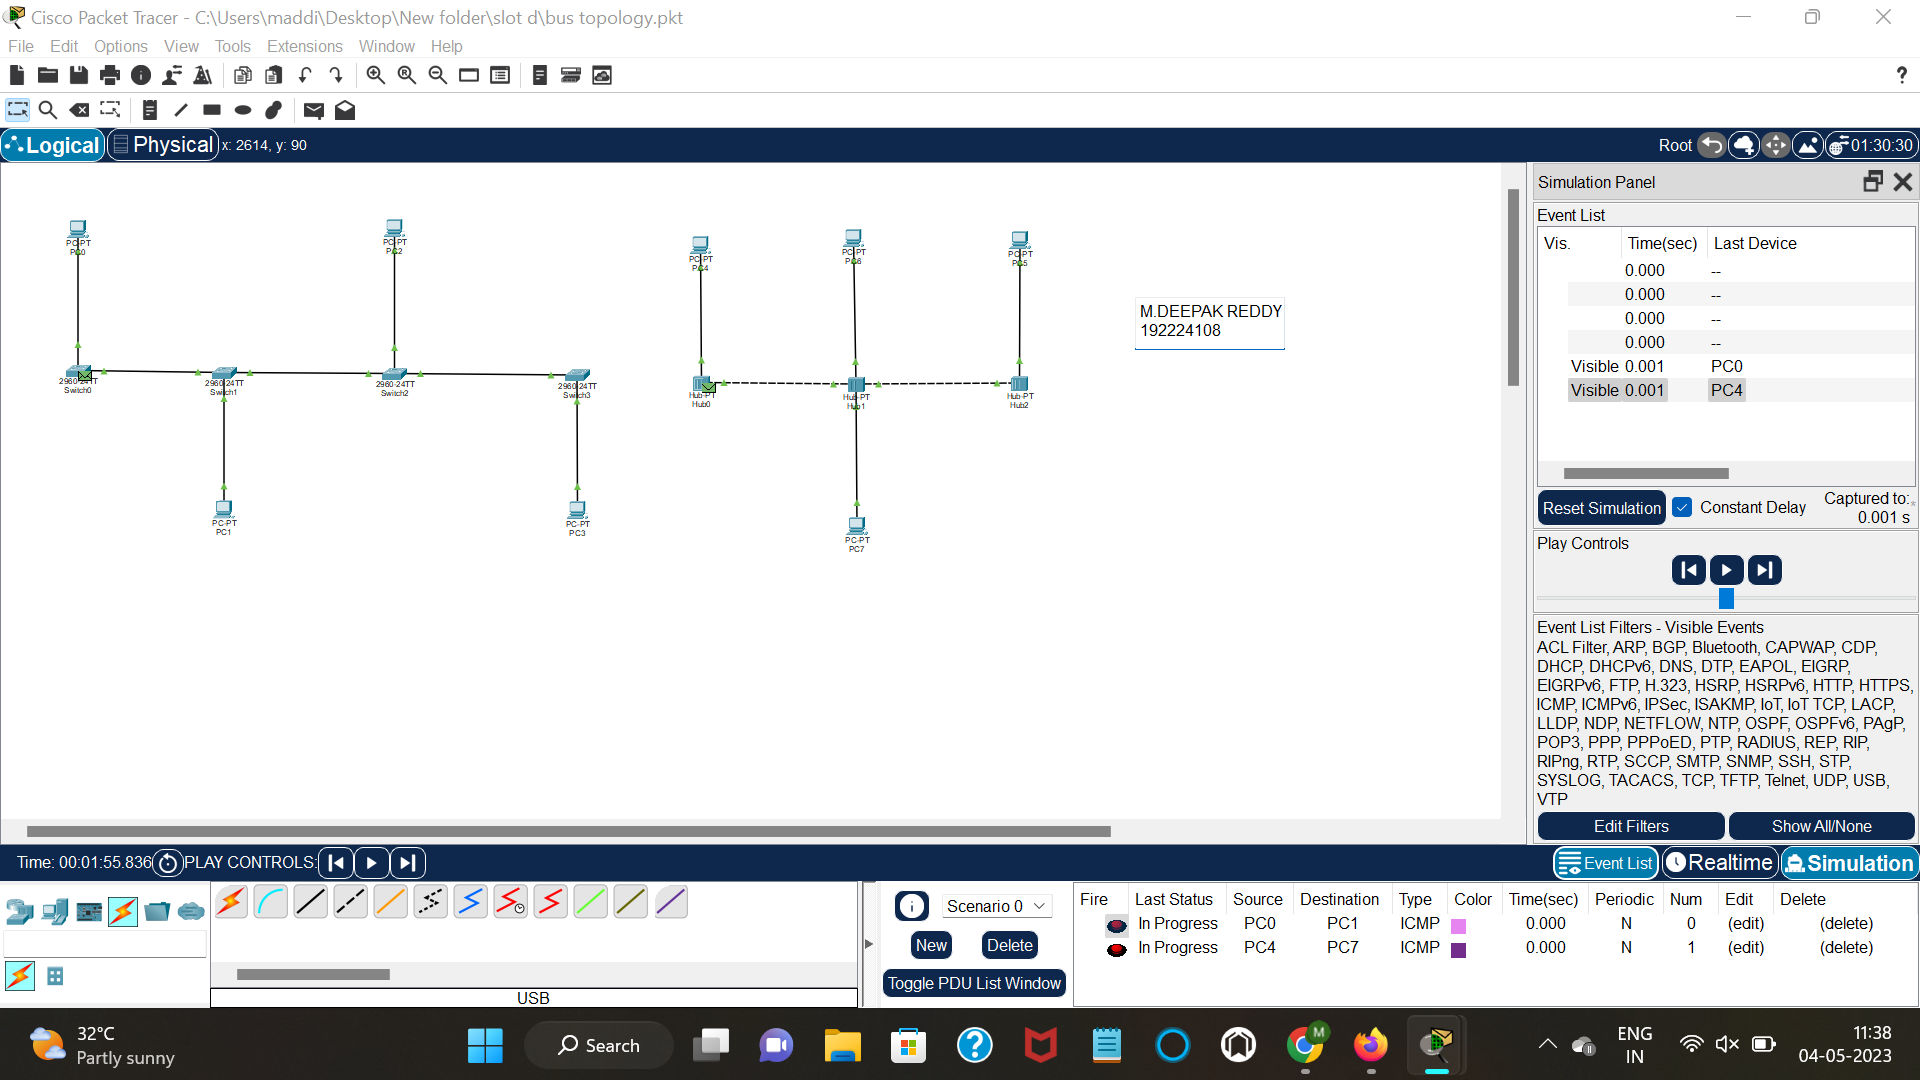 Cisco Packet Tracer - C:\Users\maddi\Desktop\New folder\slot d\bus topology.pkt
File Edit Options View Tools Extensions Window Help
?
Logical Physical x: 2614, y: 90 Root 01:30:30
Simulation Panel
Event List
Vis. Time(sec) Last Device
0.000 --
0.000 --
0.000 --
0.000 --
Visible 0.001 PC0
Visible 0.001 PC4
Reset Simulation Constant Delay Captured to:
0.001 s
Play Controls
Event List Filters - Visible Events
ACL Filter, ARP, BGP, Bluetooth, CAPWAP, CDP,
DHCP, DHCPv6, DNS, DTP, EAPOL, EIGRP,
EIGRPv6, FTP, H.323, HSRP, HSRPv6, HTTP, HTTPS,
ICMP, ICMPv6, IPSec, ISAKMP, IoT, IoT TCP, LACP,
LLDP, NDP, NETFLOW, NTP, OSPF, OSPFv6, PAgP,
POP3, PPP, PPPoED, PTP, RADIUS, REP, RIP,
RIPng, RTP, SCCP, SMTP, SNMP, SSH, STP,
SYSLOG, TACACS, TCP, TFTP, Telnet, UDP, USB,
VTP
Edit Filters Show All/None
PC-PT
PC0
PC-PT
PC2
PC-PT
PC4
PC-PT
PC6
PC-PT
PC5
M.DEEPAK REDDY
192224108
2960-24TT
Switch0
2960-24TT
Switch1
2960-24TT
Switch2
2960-24TT
Switch3
Hub-PT
Hub0
Hub-PT
Hub1
Hub-PT
Hub2
PC-PT
PC1
PC-PT
PC3
PC-PT
PC7
Time: 00:01:55.836 PLAY CONTROLS: Event List Realtime Simulation
Scenario 0
New Delete
Toggle PDU List Window
USB
Fire Last Status Source Destination Type Color Time(sec) Periodic Num Edit Delete
In Progress PC0 PC1 ICMP 0.000 N 0 (edit) (delete)
In Progress PC4 PC7 ICMP 0.000 N 1 (edit) (delete)
32°C
Partly sunny
Search
M
ENG
IN
11:38
04-05-2023